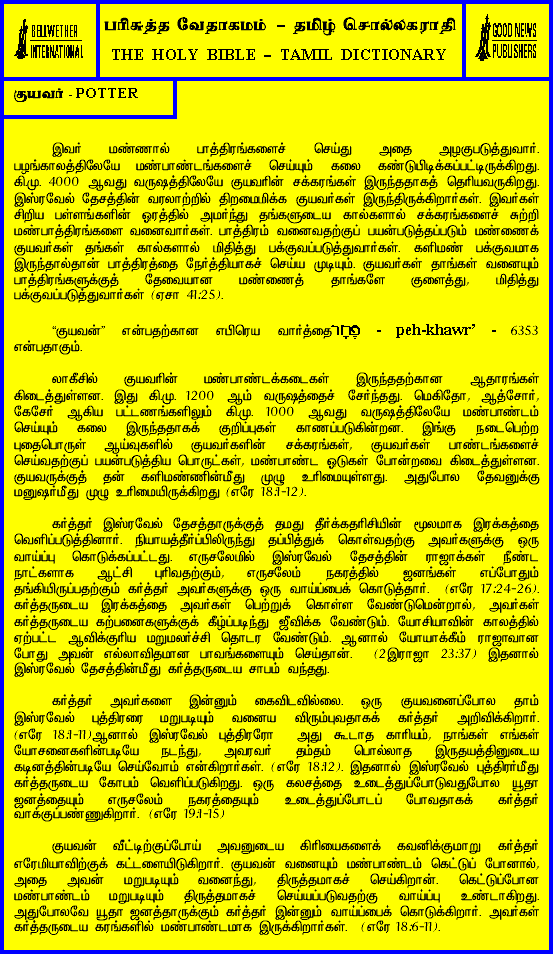 BELLWETHER
INTERNATIONAL
பரிசுத்த வேதாகமம் – தமிழ் சொல்லகராதி
THE HOLY BIBLE – TAMIL DICTIONARY
GOOD NEWS
PUBLISHERS
குயவர் - POTTER
இவர் மண்ணால் பாத்திரங்களைச் செய்து அதை அழகுபடுத்துவார்.
பழங்காலத்திலேயே மண்பாண்டங்களைச் செய்யும் கலை கண்டுபிடிக்கப்பட்டிருக்கிறது.
கி.மு. 4000 ஆவது வருஷத்திலேயே குயவரின் சக்கரங்கள் இருந்ததாகத் தெரியவருகிறது.
இஸ்ரவேல் தேசத்தின் வரலாற்றில் திறமைமிக்க குயவர்கள் இருந்திருக்கிறார்கள். இவர்கள்
சிறிய பள்ளங்களின் ஓரத்தில் அமர்ந்து தங்களுடைய கால்களால் சக்கரங்களைச் சுற்றி
மண்பாத்திரங்களை வனைவார்கள். பாத்திரம் வனைவதற்குப் பயன்படுத்தப்படும் மண்ணைக்
குயவர்கள் தங்கள் கால்களால் மிதித்து பக்குவப்படுத்துவார்கள். களிமண் பக்குவமாக
இருந்தால்தான் பாத்திரத்தை நேர்த்தியாகச் செய்ய முடியும். குயவர்கள் தாங்கள் வனையும்
பாத்திரங்களுக்குத் தேவையான மண்ணைத் தாங்களே குளைத்து, மிதித்து
பக்குவப்படுத்துவார்கள் (ஏசா 41:25).
“குயவன்” என்பதற்கான எபிரெய வார்த்தை - peh-khawr’ - 6353
என்பதாகும்.
லாகீசில் குயவரின் மண்பாண்டக்கடைகள் இருந்ததற்கான ஆதாரங்கள்
கிடைத்துள்ளன. இது கி.மு. 1200 ஆம் வருஷத்தைச் சேர்ந்தது. மெகிதோ, ஆத்சோர்,
கேசேர் ஆகிய பட்டணங்களிலும் கி.மு. 1000 ஆவது வருஷத்திலேயே மண்பாண்டம்
செய்யும் கலை இருந்ததாகக் குறிப்புகள் காணப்படுகின்றன. இங்கு நடைபெற்ற
புதைபொருள் ஆய்வுகளில் குயவர்களின் சக்கரங்கள், குயவர்கள் பாண்டங்களைச்
செய்வதற்குப் பயன்படுத்திய பொருட்கள், மண்பாண்ட ஓடுகள் போன்றவை கிடைத்துள்ளன.
குயவருக்குத் தன் களிமண்ணின்மீது முழு உரிமையுள்ளது. அதுபோல தேவனுக்கு
மனுஷர்மீது முழு உரிமையிருக்கிறது (எரே 18:1-12).
கர்த்தர் இஸ்ரவேல் தேசத்தாருக்குத் தமது தீர்க்கதரிசியின் மூலமாக இரக்கத்தை
வெளிப்படுத்தினார். நியாயத்தீர்ப்பிலிருந்து தப்பித்துக் கொள்வதற்கு அவர்களுக்கு ஒரு
வாய்ப்பு கொடுக்கப்பட்டது. எருசலேமில் இஸ்ரவேல் தேசத்தின் ராஜாக்கள் நீண்ட
நாட்களாக ஆட்சி புரிவதற்கும், எருசலேம் நகரத்தில் ஜனங்கள் எப்போதும்
தங்கியிருப்பதற்கும் கர்த்தர் அவர்களுக்கு ஒரு வாய்ப்பைக் கொடுத்தார். (எரே 17:24-26).
கர்த்தருடைய இரக்கத்தை அவர்கள் பெற்றுக் கொள்ள வேண்டுமென்றால், அவர்கள்
கர்த்தருடைய கற்பனைகளுக்குக் கீழ்ப்படிந்து ஜீவிக்க வேண்டும். யோசியாவின் காலத்தில்
ஏற்பட்ட ஆவிக்குரிய மறுமலர்ச்சி தொடர வேண்டும். ஆனால் யோயாக்கீம் ராஜாவான
போது அவன் எல்லாவிதமான பாவங்களையும் செய்தான். (2இராஜா 23:37) இதனால்
இஸ்ரவேல் தேசத்தின்மீது கர்த்தருடைய சாபம் வந்தது.
கர்த்தர் அவர்களை இன்னும் கைவிடவில்லை. ஒரு குயவனைப்போல தாம்
இஸ்ரவேல் புத்திரரை மறுபடியும் வனைய விரும்புவதாகக் கர்த்தர் அறிவிக்கிறார்.
(எரே 18:1-11)ஆனால் இஸ்ரவேல் புத்திரரோ அது கூடாத காரியம், நாங்கள் எங்கள்
யோசனைகளின்படியே நடந்து, அவரவர் தம்தம் பொல்லாத இருதயத்தினுடைய
கடினத்தின்படியே செய்வோம் என்கிறார்கள். (எரே 18:12). இதனால் இஸ்ரவேல் புத்திரர்மீது
கர்த்தருடைய கோபம் வெளிப்படுகிறது. ஒரு கலசத்தை உடைத்துப்போடுவதுபோல யூதா
ஜனத்தையும் எருசலேம் நகரத்தையும் உடைத்துப்போடப் போவதாகக் கர்த்தர்
வாக்குப்பண்ணுகிறார். (எரே 19:1-15)
குயவன் வீட்டிற்குப்போய் அவனுடைய கிரியைகளைக் கவனிக்குமாறு கர்த்தர்
எரேமியாவிற்குக் கட்டளையிடுகிறார். குயவன் வனையும் மண்பாண்டம் கெட்டுப் போனால்,
அதை அவன் மறுபடியும் வனைந்து, திருத்தமாகச் செய்கிறான். கெட்டுப்போன
மண்பாண்டம் மறுபடியும் திருத்தமாகச் செய்யப்படுவதற்கு வாய்ப்பு உண்டாகிறது.
அதுபோலவே யூதா ஜனத்தாருக்கும் கர்த்தர் இன்னும் வாய்ப்பைக் கொடுக்கிறார். அவர்கள்
கர்த்தருடைய கரங்களில் மண்பாண்டமாக இருக்கிறார்கள். (எரே 18:6-11).